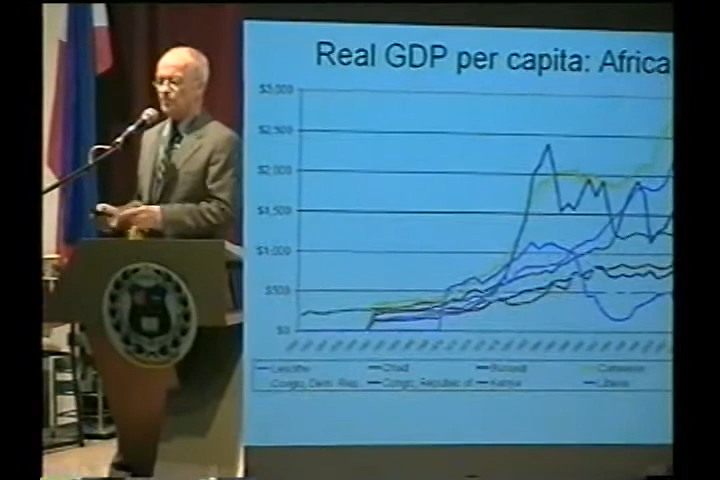 Real GDP per capita: Africa
$3,000
$2,500
$2,000
$1,500
$1,000
$500
$0
Lesotho Chad Burundi Cameroon
Congo, Dem. Rep. Congo, Republic of Kenya Liberia